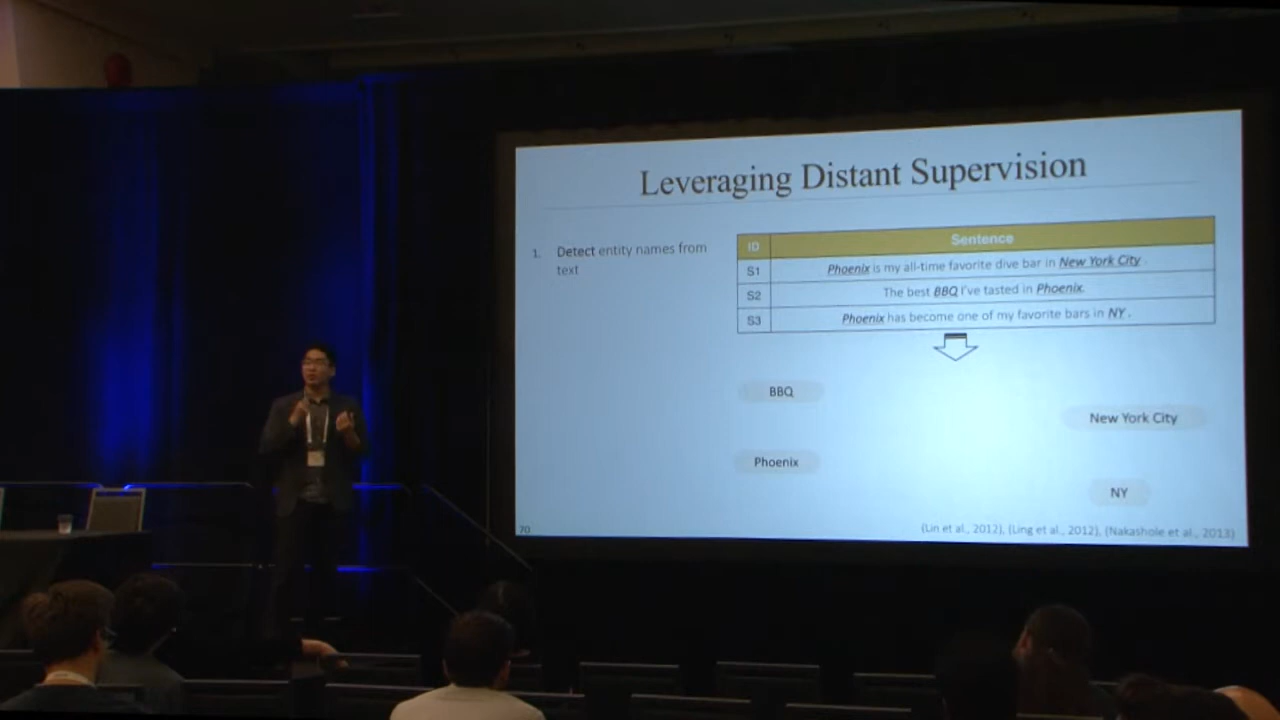 Leveraging Distant Supervision
1. Detect entity names from
text
ID Sentence
S1 Phoenix is my all-time favorite dive bar in New York City .
S2 The best BBQ I've tasted in Phoenix.
S3 Phoenix has become one of my favorite bars in NY .
BBQ
New York City
Phoenix
NY
70
(Lin et al., 2012), (Ling et al., 2012), (Nakashole et al., 2013)